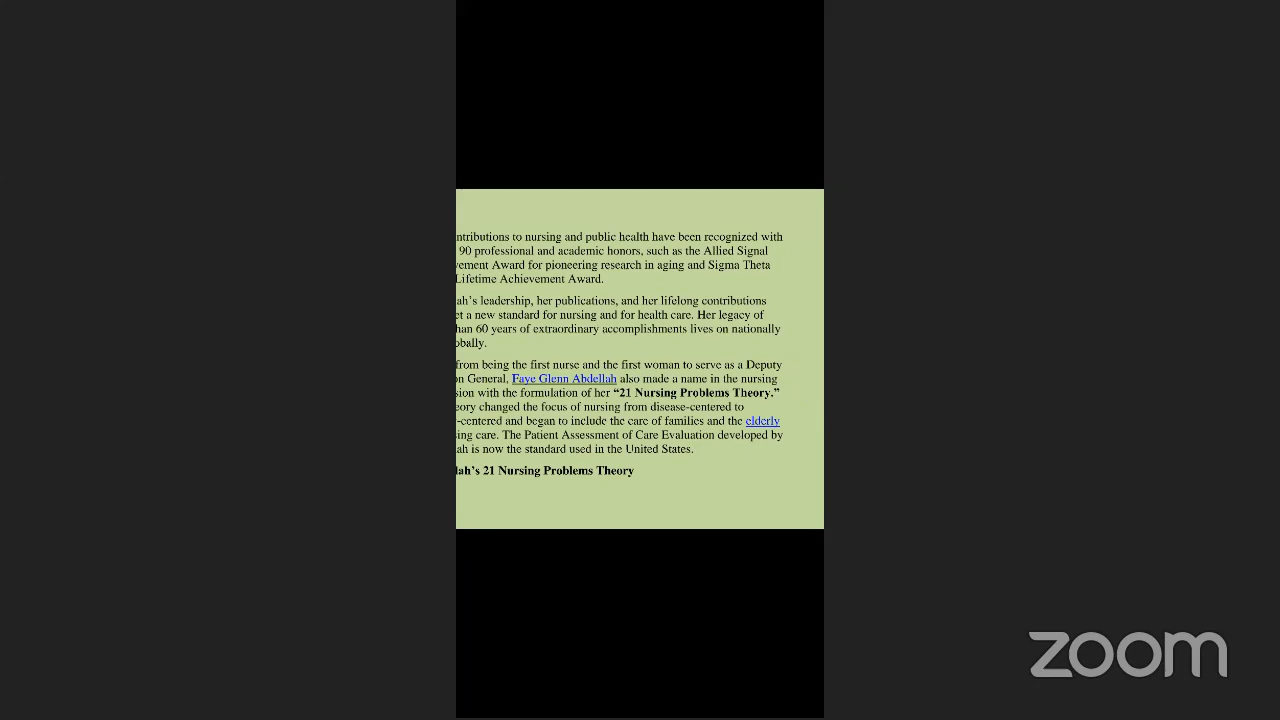 ntributions to nursing and public health have been recognized with
90 professional and academic honors, such as the Allied Signal
vement Award for pioneering research in aging and Sigma Theta
Lifetime Achievement Award.
lah's leadership, her publications, and her lifelong contributions
et a new standard for nursing and for health care. Her legacy of
han 60 years of extraordinary accomplishments lives on nationally
obally.
from being the first nurse and the first woman to serve as a Deputy
on General, Faye Glenn Abdellah also made a name in the nursing
sion with the formulation of her “21 Nursing Problems Theory.”
eory changed the focus of nursing from disease-centered to
-centered and began to include the care of families and the elderly
sing care. The Patient Assessment of Care Evaluation developed by
ah is now the standard used in the United States.
lah's 21 Nursing Problems Theory
zoom